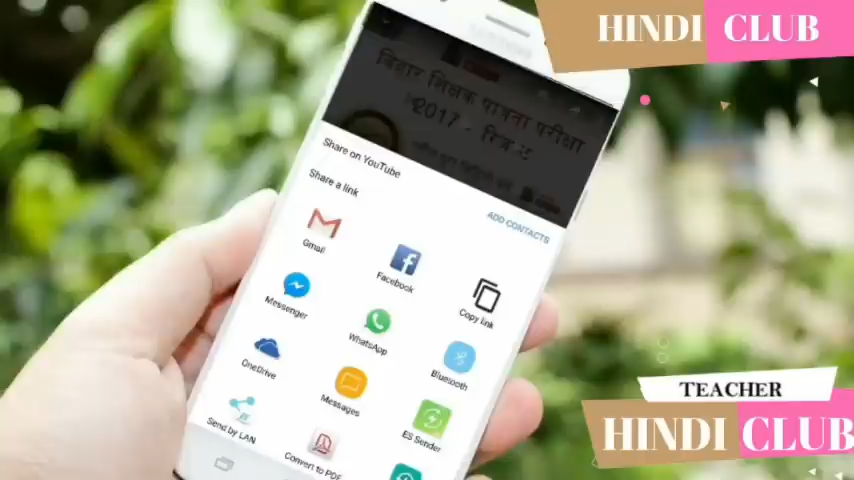 HINDI CLUB
बिहार शिक्षक पात्रता परीक्षा
2017 -
Share on YouTube
Share a link
ADD CONTACTS
Gmail
Facebook
Copy link
Messenger
WhatsApp
Bluetooth
OneDrive
Messages
ES Sender
Send by LAN
Convert to PDF
TEACHER
HINDI CLUB